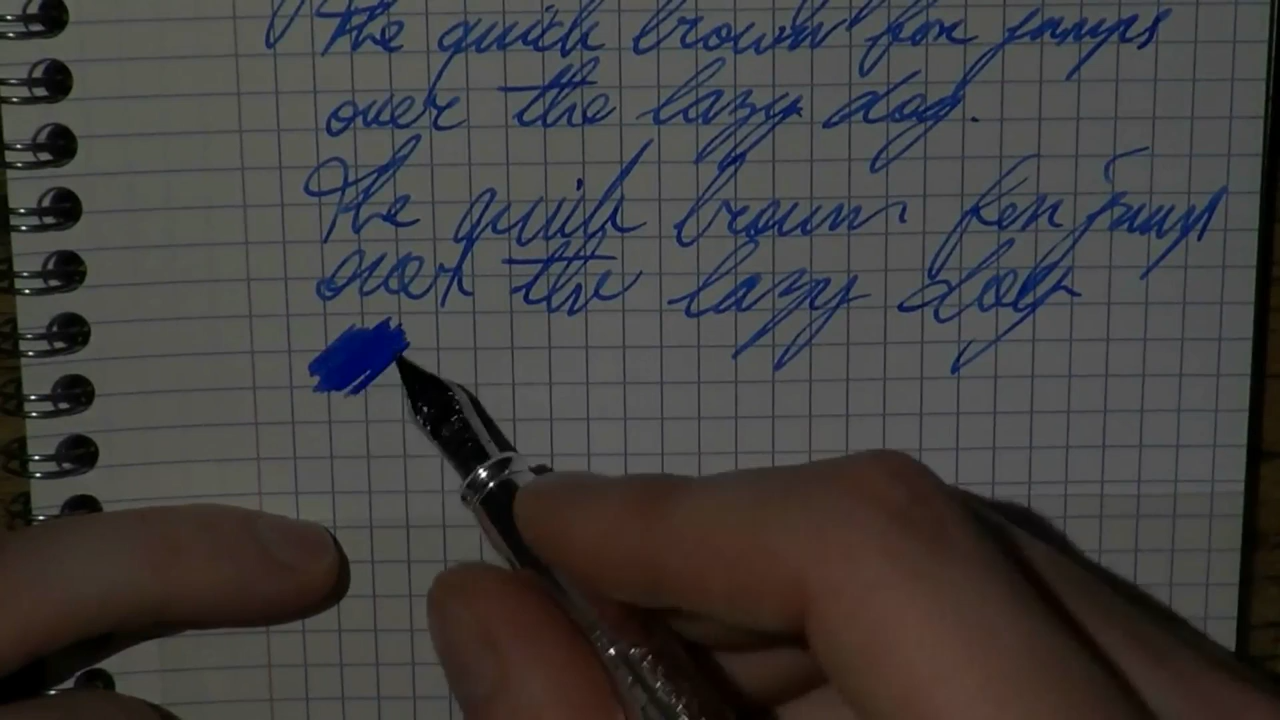 The quick brown fox jumps
over the lazy dog.
The quick brown fox jumps
over the lazy dog